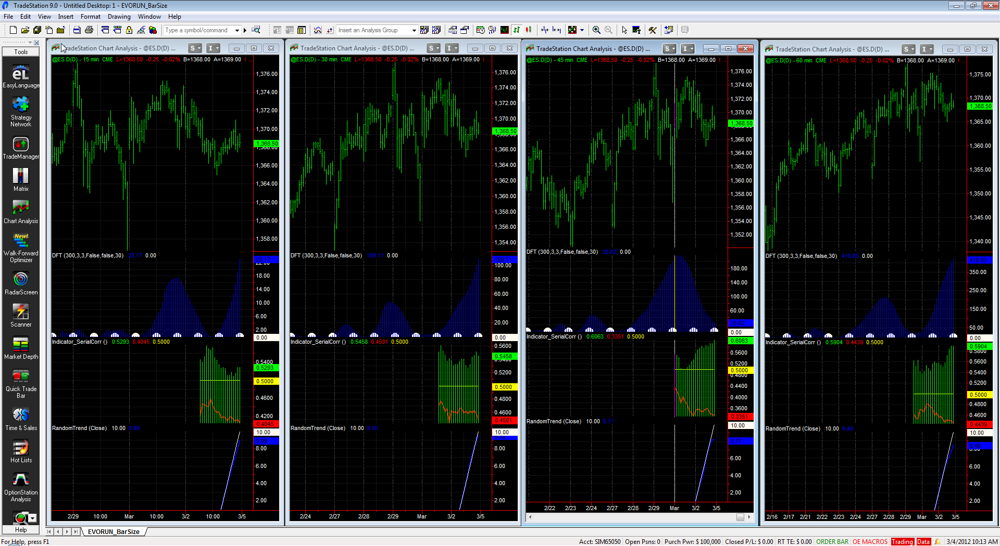 TradeStation 9.0 - Untitled Desktop: 1 - EVORUN_BarSize
File Edit View Insert Format Drawing Window Help
Type a symbol/command
Insert an Analysis Group
Tools
EasyLanguage
Strategy
Network
TradeManager
Matrix
Chart Analysis
New!
Walk-Forward
Optimizer
RadarScreen
Scanner
Market Depth
Quick Trade
Bar
Time & Sales
Hot Lists
OptionStation
Analysis
Help
TradeStation Chart Analysis - @ES.D(D) ... S I
@ES.D(D) - 15 min CME L=1368.50 -0.25 -0.02% B=1368.00 A=1369.00
1,376.00
1,374.00
1,372.00
1,370.00
1,368.50
1,368.00
1,366.00
1,364.00
1,362.00
1,360.00
1,358.00
DFT (300,3,3,False,false,30) 23.17 0.00
23.17
22.00
18.00
14.00
10.00
6.00
2.00
0.00
Indicator_SerialCorr () 0.5293 0.4045 0.5000
0.5400
0.5293
0.5000
0.4600
0.4200
0.4045
RandomTrend (Close) 10.00 8.99
10.00
8.99
8.00
6.00
4.00
2.00
2/29 10:00 Mar 10:00 3/2 10:00 3/5
TradeStation Chart Analysis - @ES.D(D) ... S I
@ES.D(D) - 30 min CME L=1368.50 -0.25 -0.02% B=1368.00 A=1369.00
1,376.00
1,374.00
1,372.00
1,370.00
1,368.50
1,368.00
1,366.00
1,364.00
1,362.00
1,360.00
1,358.00
1,356.00
1,354.00
DFT (300,3,3,False,false,30) 109.11 0.00
109.11
100.00
80.00
60.00
40.00
20.00
0.00
Indicator_SerialCorr () 0.5458 0.4501 0.5000
0.5600
0.5458
0.5400
0.5200
0.5000
0.4800
0.4600
0.4501
RandomTrend (Close) 10.00 9.50
10.00
8.00
6.00
4.00
2.00
2/24 2/27 2/28 2/29 Mar 3/2 3/5
TradeStation Chart Analysis - @ES.D(D) ... S I
@ES.D(D) - 45 min CME L=1368.50 -0.25 -0.02% B=1368.00 A=1369.00
1,376.00
1,374.00
1,372.00
1,370.00
1,368.50
1,368.00
1,366.00
1,364.00
1,362.00
1,360.00
1,358.00
1,356.00
1,354.00
1,352.00
DFT (300,3,3,False,false,30) 26.62 0.00
180.00
140.00
100.00
60.00
26.62
0.00
Indicator_SerialCorr () 0.6063 0.3351 0.5000
0.6063
0.5600
0.5200
0.5000
0.4800
0.4400
0.4000
0.3600
0.3351
RandomTrend (Close) 10.00 8.17
10.00
8.17
6.00
4.00
2.00
2/22 2/23 2/24 2/27 2/28 2/29 Mar 3/2 3/5
TradeStation Chart Analysis - @ES.D(D) ... S I
@ES.D(D) - 60 min CME L=1368.50 -0.25 -0.02% B=1368.00 A=1369.00
1,375.00
1,370.00
1,368.50
1,365.00
1,360.00
1,355.00
1,350.00
1,345.00
1,340.00
DFT (300,3,3,False,false,30) 0.00
350.00
250.00
150.00
50.00
0.00
Indicator_SerialCorr () 0.5904 0.4439 0.5000
0.5904
0.5800
0.5600
0.5400
0.5200
0.5000
0.4800
0.4600
0.4439
RandomTrend (Close) 10.00
10.00
8.00
6.00
4.00
2.00
2/16 2/17 2/21 2/22 2/23 2/24 2/27 2/28 2/29 Mar 3/2 3/5
EVORUN_BarSize
For Help, press F1
Acct: SIM65050 Open Psns: 0 Purch Pwr: $ 100,000 Closed P/L: $ 0.00 RT TE: $ 0.00 ORDER BAR OE MACROS Trading Data 3/4/2012 10:13 AM